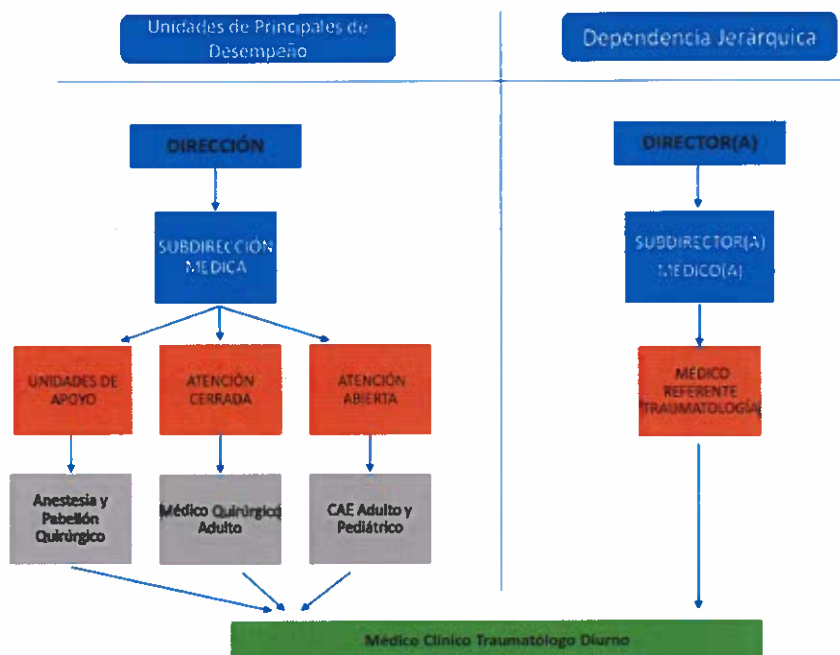 Unidades de Principales de
Desempeño
Dependencia Jerárquica
DIRECCIÓN
DIRECTOR(A)
SUBDIRECCIÓN
MEDICA
SUBDIRECTOR(A)
MEDICO(A)
UNIDADES DE
APOYO
ATENCIÓN
CERRADA
ATENCIÓN
ABIERTA
MÉDICO
REFERENTE
TRAUMATOLOGÍA
Anestesia y
Pabellón
Quirúrgico
Médico Quirúrgico
Adulto
CAE Adulto y
Pediátrico
Médico Clínico Traumatólogo Diurno